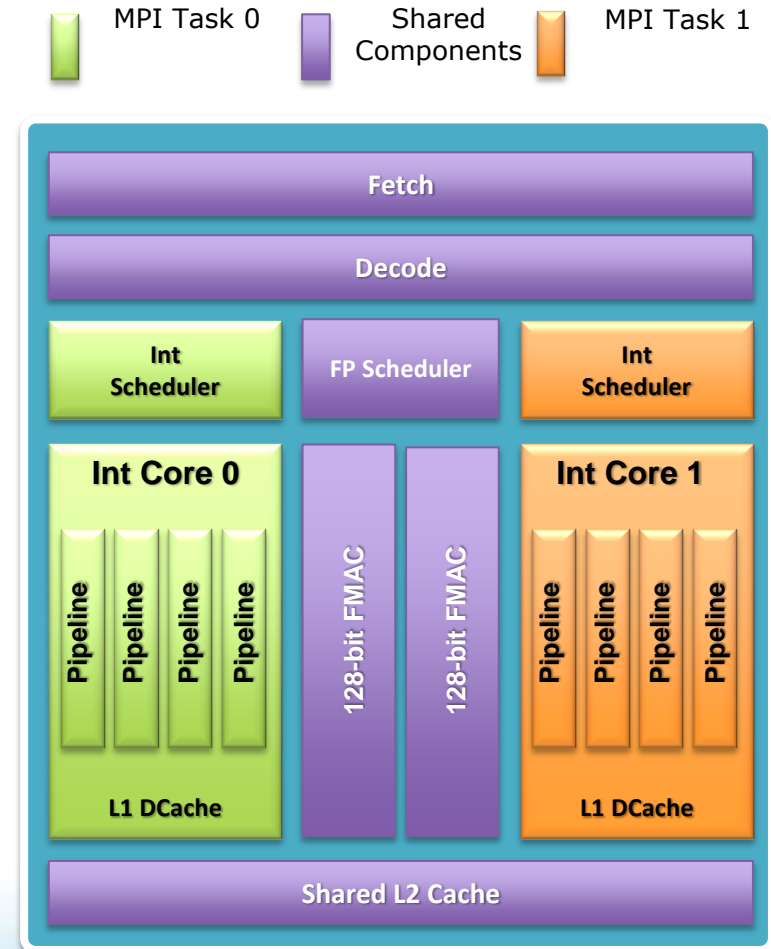 MPI Task 0
Shared
Components
MPI Task 1
Fetch
Decode
Int
Scheduler
FP Scheduler
Int
Scheduler
Int Core 0
Pipeline
Pipeline
Pipeline
Pipeline
L1 DCache
128-bit FMAC
128-bit FMAC
Int Core 1
Pipeline
Pipeline
Pipeline
Pipeline
L1 DCache
Shared L2 Cache